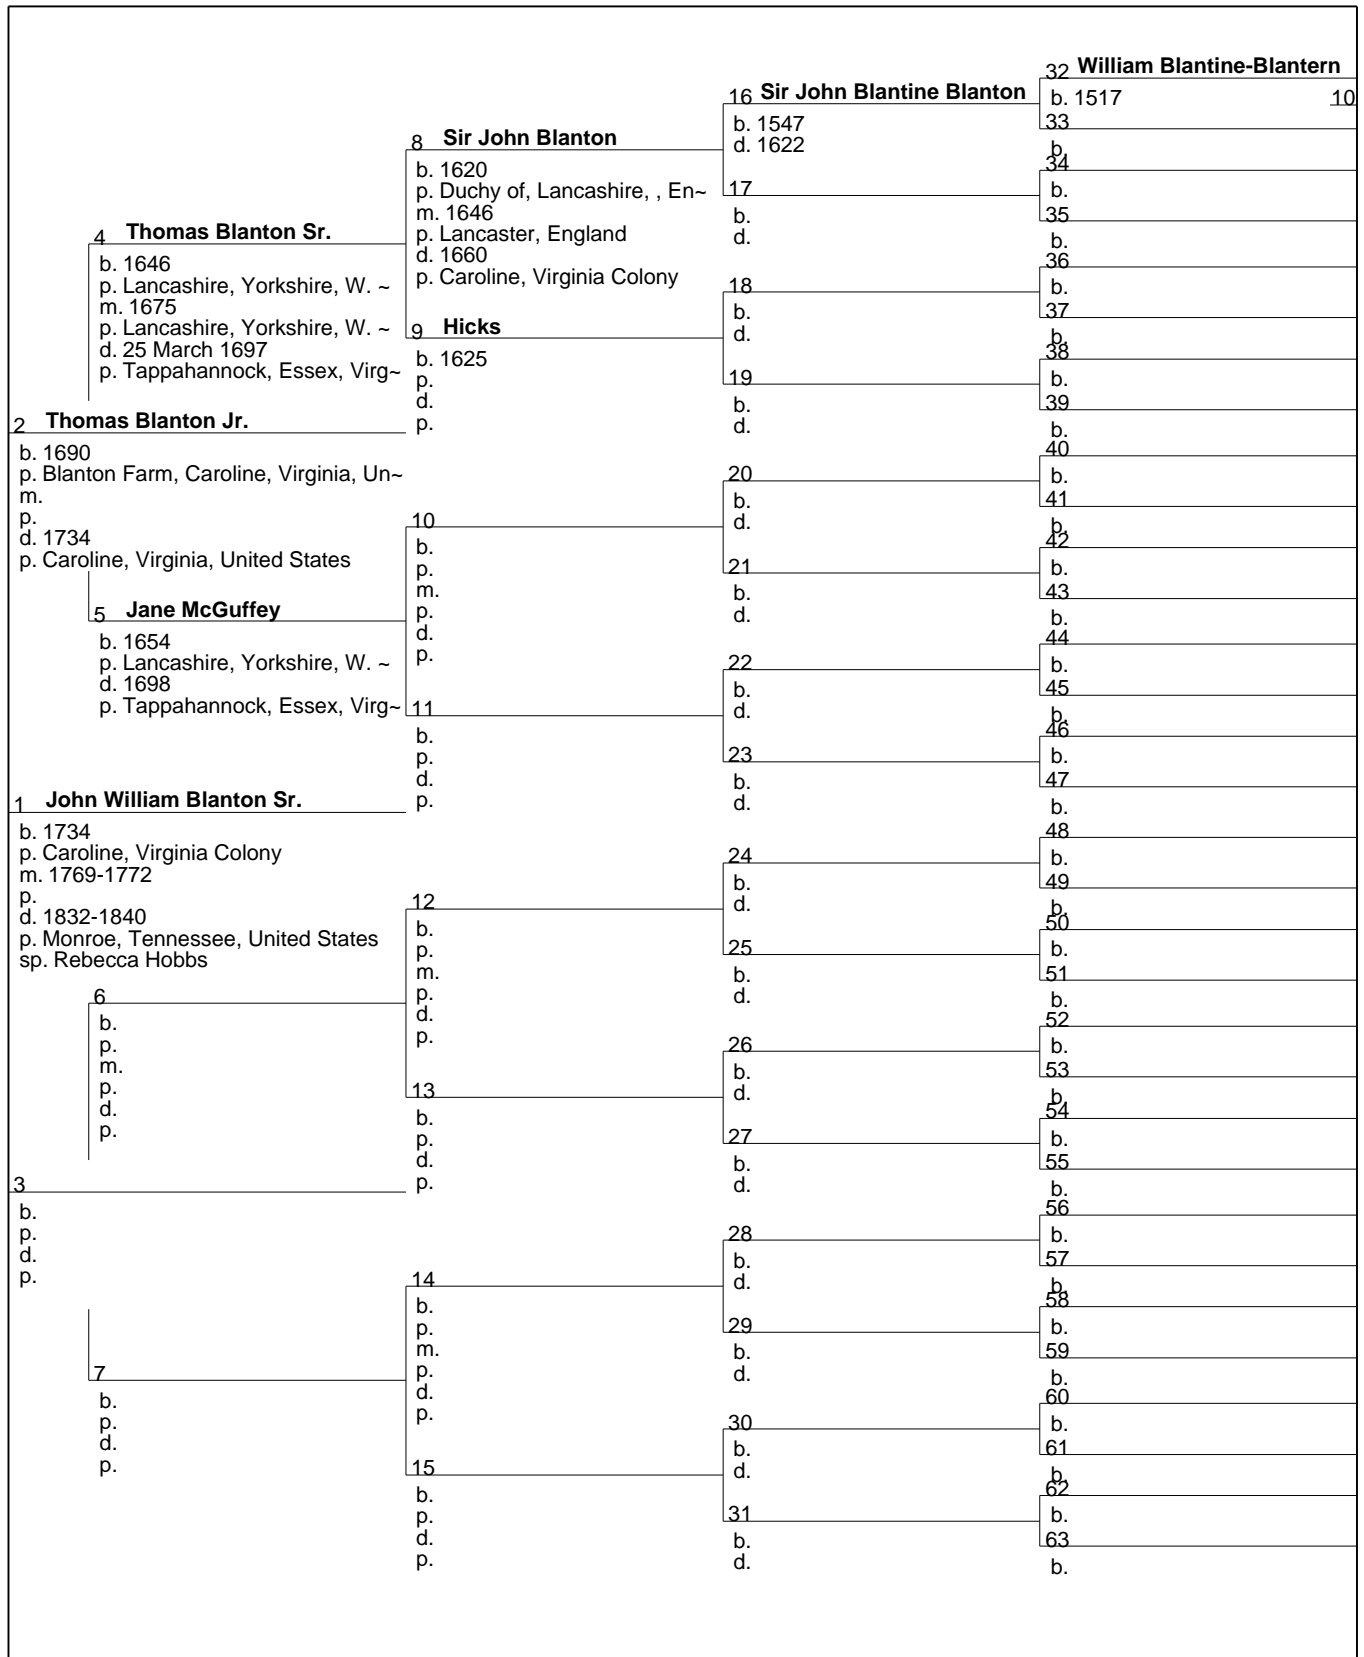 32 William Blantine-Blantern
b. 1517 10
16 Sir John Blantine Blanton
b. 1547
d. 1622
33
b.
8 Sir John Blanton
b. 1620
p. Duchy of, Lancashire, , En~
m. 1646
p. Lancaster, England
d. 1660
p. Caroline, Virginia Colony
34
b.
17
b.
d.
35
b.
4 Thomas Blanton Sr.
b. 1646
p. Lancashire, Yorkshire, W. ~
m. 1675
p. Lancashire, Yorkshire, W. ~
d. 25 March 1697
p. Tappahannock, Essex, Virg~
36
b.
18
b.
d.
37
b.
9 Hicks
b. 1625
p.
d.
p.
38
b.
19
b.
d.
39
b.
2 Thomas Blanton Jr.
b. 1690
p. Blanton Farm, Caroline, Virginia, Un~
m.
p.
d. 1734
p. Caroline, Virginia, United States
40
b.
20
b.
d.
41
b.
10
b.
p.
m.
p.
d.
p.
42
b.
21
b.
d.
43
b.
5 Jane McGuffey
b. 1654
p. Lancashire, Yorkshire, W. ~
d. 1698
p. Tappahannock, Essex, Virg~
44
b.
22
b.
d.
45
b.
11
b.
p.
d.
p.
46
b.
23
b.
d.
47
b.
1 John William Blanton Sr.
b. 1734
p. Caroline, Virginia Colony
m. 1769-1772
p.
d. 1832-1840
p. Monroe, Tennessee, United States
sp. Rebecca Hobbs
48
b.
24
b.
d.
49
b.
12
b.
p.
m.
p.
d.
p.
50
b.
25
b.
d.
51
b.
6
b.
p.
m.
p.
d.
p.
52
b.
26
b.
d.
53
b.
13
b.
p.
d.
p.
54
b.
27
b.
d.
55
b.
3
b.
p.
d.
p.
56
b.
28
b.
d.
57
b.
14
b.
p.
m.
p.
d.
p.
58
b.
29
b.
d.
59
b.
7
b.
p.
d.
p.
60
b.
30
b.
d.
61
b.
15
b.
p.
d.
p.
62
b.
31
b.
d.
63
b.